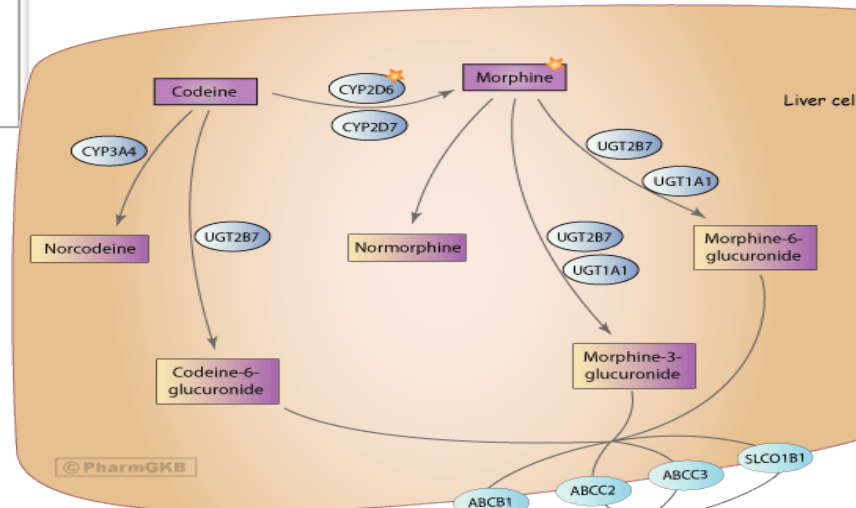 Codeine
CYP2D6
CYP2D7
Morphine
Liver cel
CYP3A4
UGT2B7
UGT1A1
Norcodeine
UGT2B7
Normorphine
UGT2B7
UGT1A1
Morphine-6-
glucuronide
Codeine-6-
glucuronide
Morphine-3-
glucuronide
© PharmGKB
ABCB1
ABCC2
ABCC3
SLCO1B1